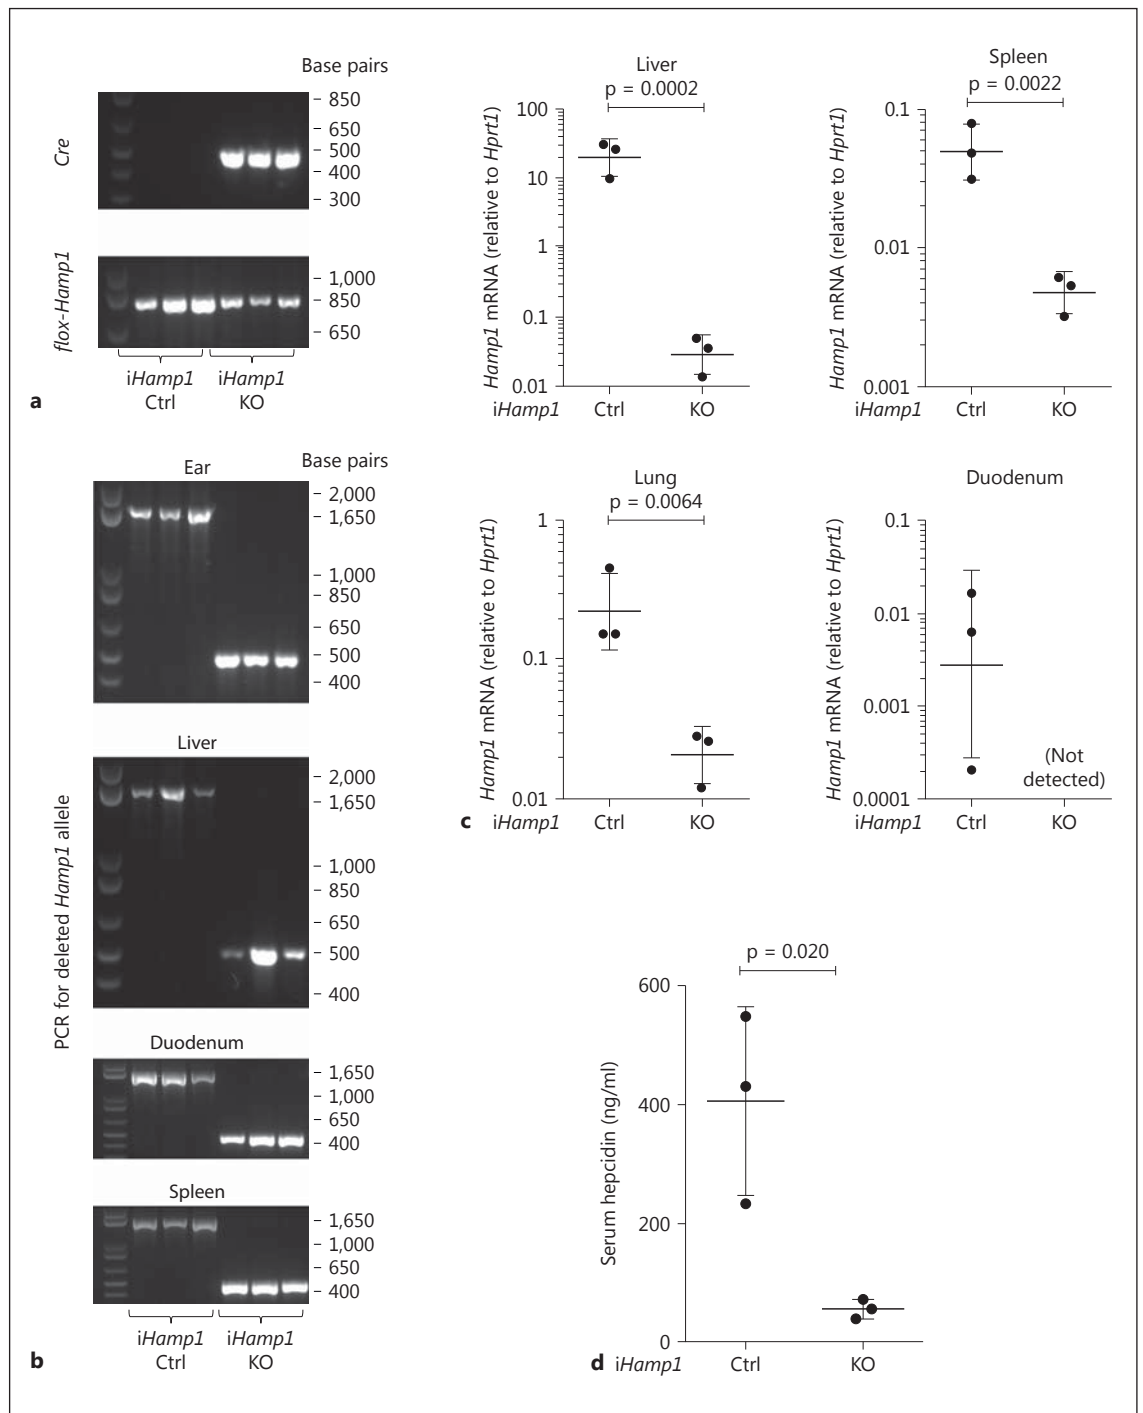 Base pairs
Cre
850
650
500
400
300
flox-Hamp1
1,000
850
650
iHamp1 Ctrl
iHamp1 KO
a
Base pairs
PCR for deleted Hamp1 allele
Ear
2,000
1,650
1,000
850
650
500
400
Liver
2,000
1,650
1,000
850
650
500
400
Duodenum
1,650
1,000
650
400
Spleen
1,650
1,000
650
400
iHamp1 Ctrl
iHamp1 KO
b
Liver
p = 0.0002
Hamp1 mRNA (relative to Hprt1)
100
10
1
0.1
0.01
iHamp1 Ctrl KO
Spleen
p = 0.0022
Hamp1 mRNA (relative to Hprt1)
0.1
0.01
0.001
iHamp1 Ctrl KO
Lung
p = 0.0064
Hamp1 mRNA (relative to Hprt1)
1
0.1
0.01
c iHamp1 Ctrl KO
Duodenum
Hamp1 mRNA (relative to Hprt1)
0.1
0.01
0.001
0.0001
(Not
detected)
iHamp1 Ctrl KO
p = 0.020
Serum hepcidin (ng/ml)
600
400
200
0
d iHamp1 Ctrl KO